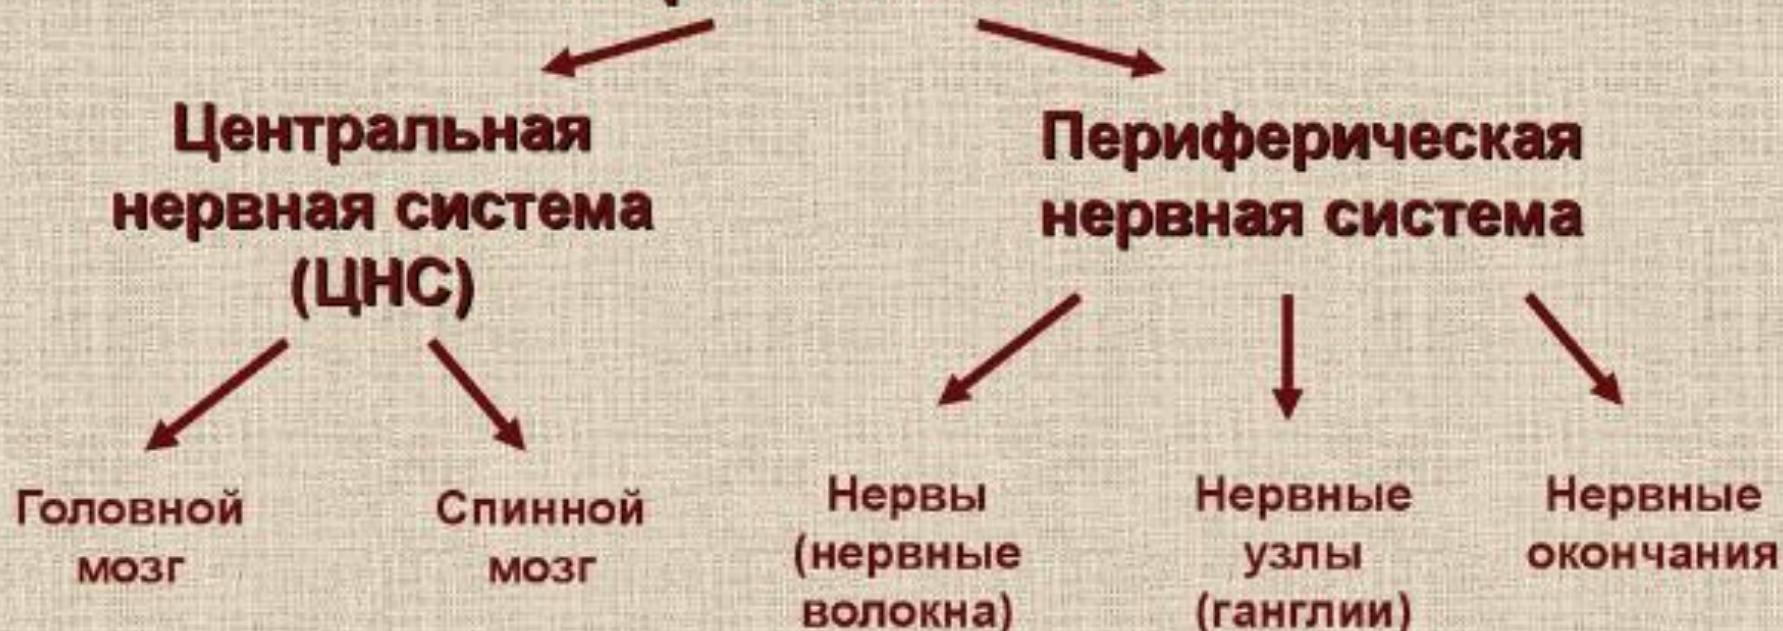 Центральная
нервная система
(ЦНС)
Периферическая
нервная система
Головной
мозг
Спинной
мозг
Нервы
(нервные
волокна)
Нервные
узлы
(ганглии)
Нервные
окончания